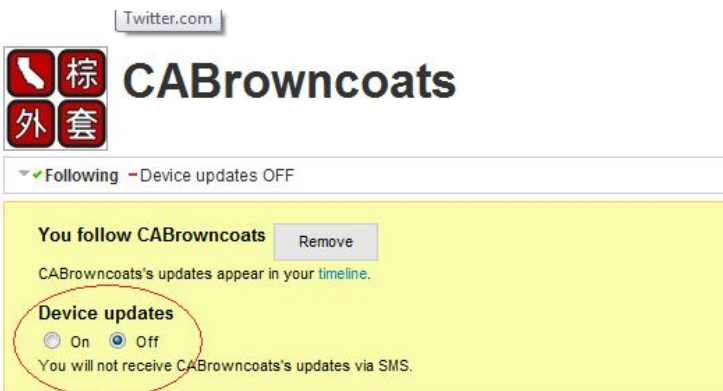 Twitter.com
棕
外套
CABrowncoats
Following Device updates OFF
You follow CABrowncoats Remove
CABrowncoats's updates appear in your timeline.
Device updates
On Off
You will not receive CABrowncoats's updates via SMS.